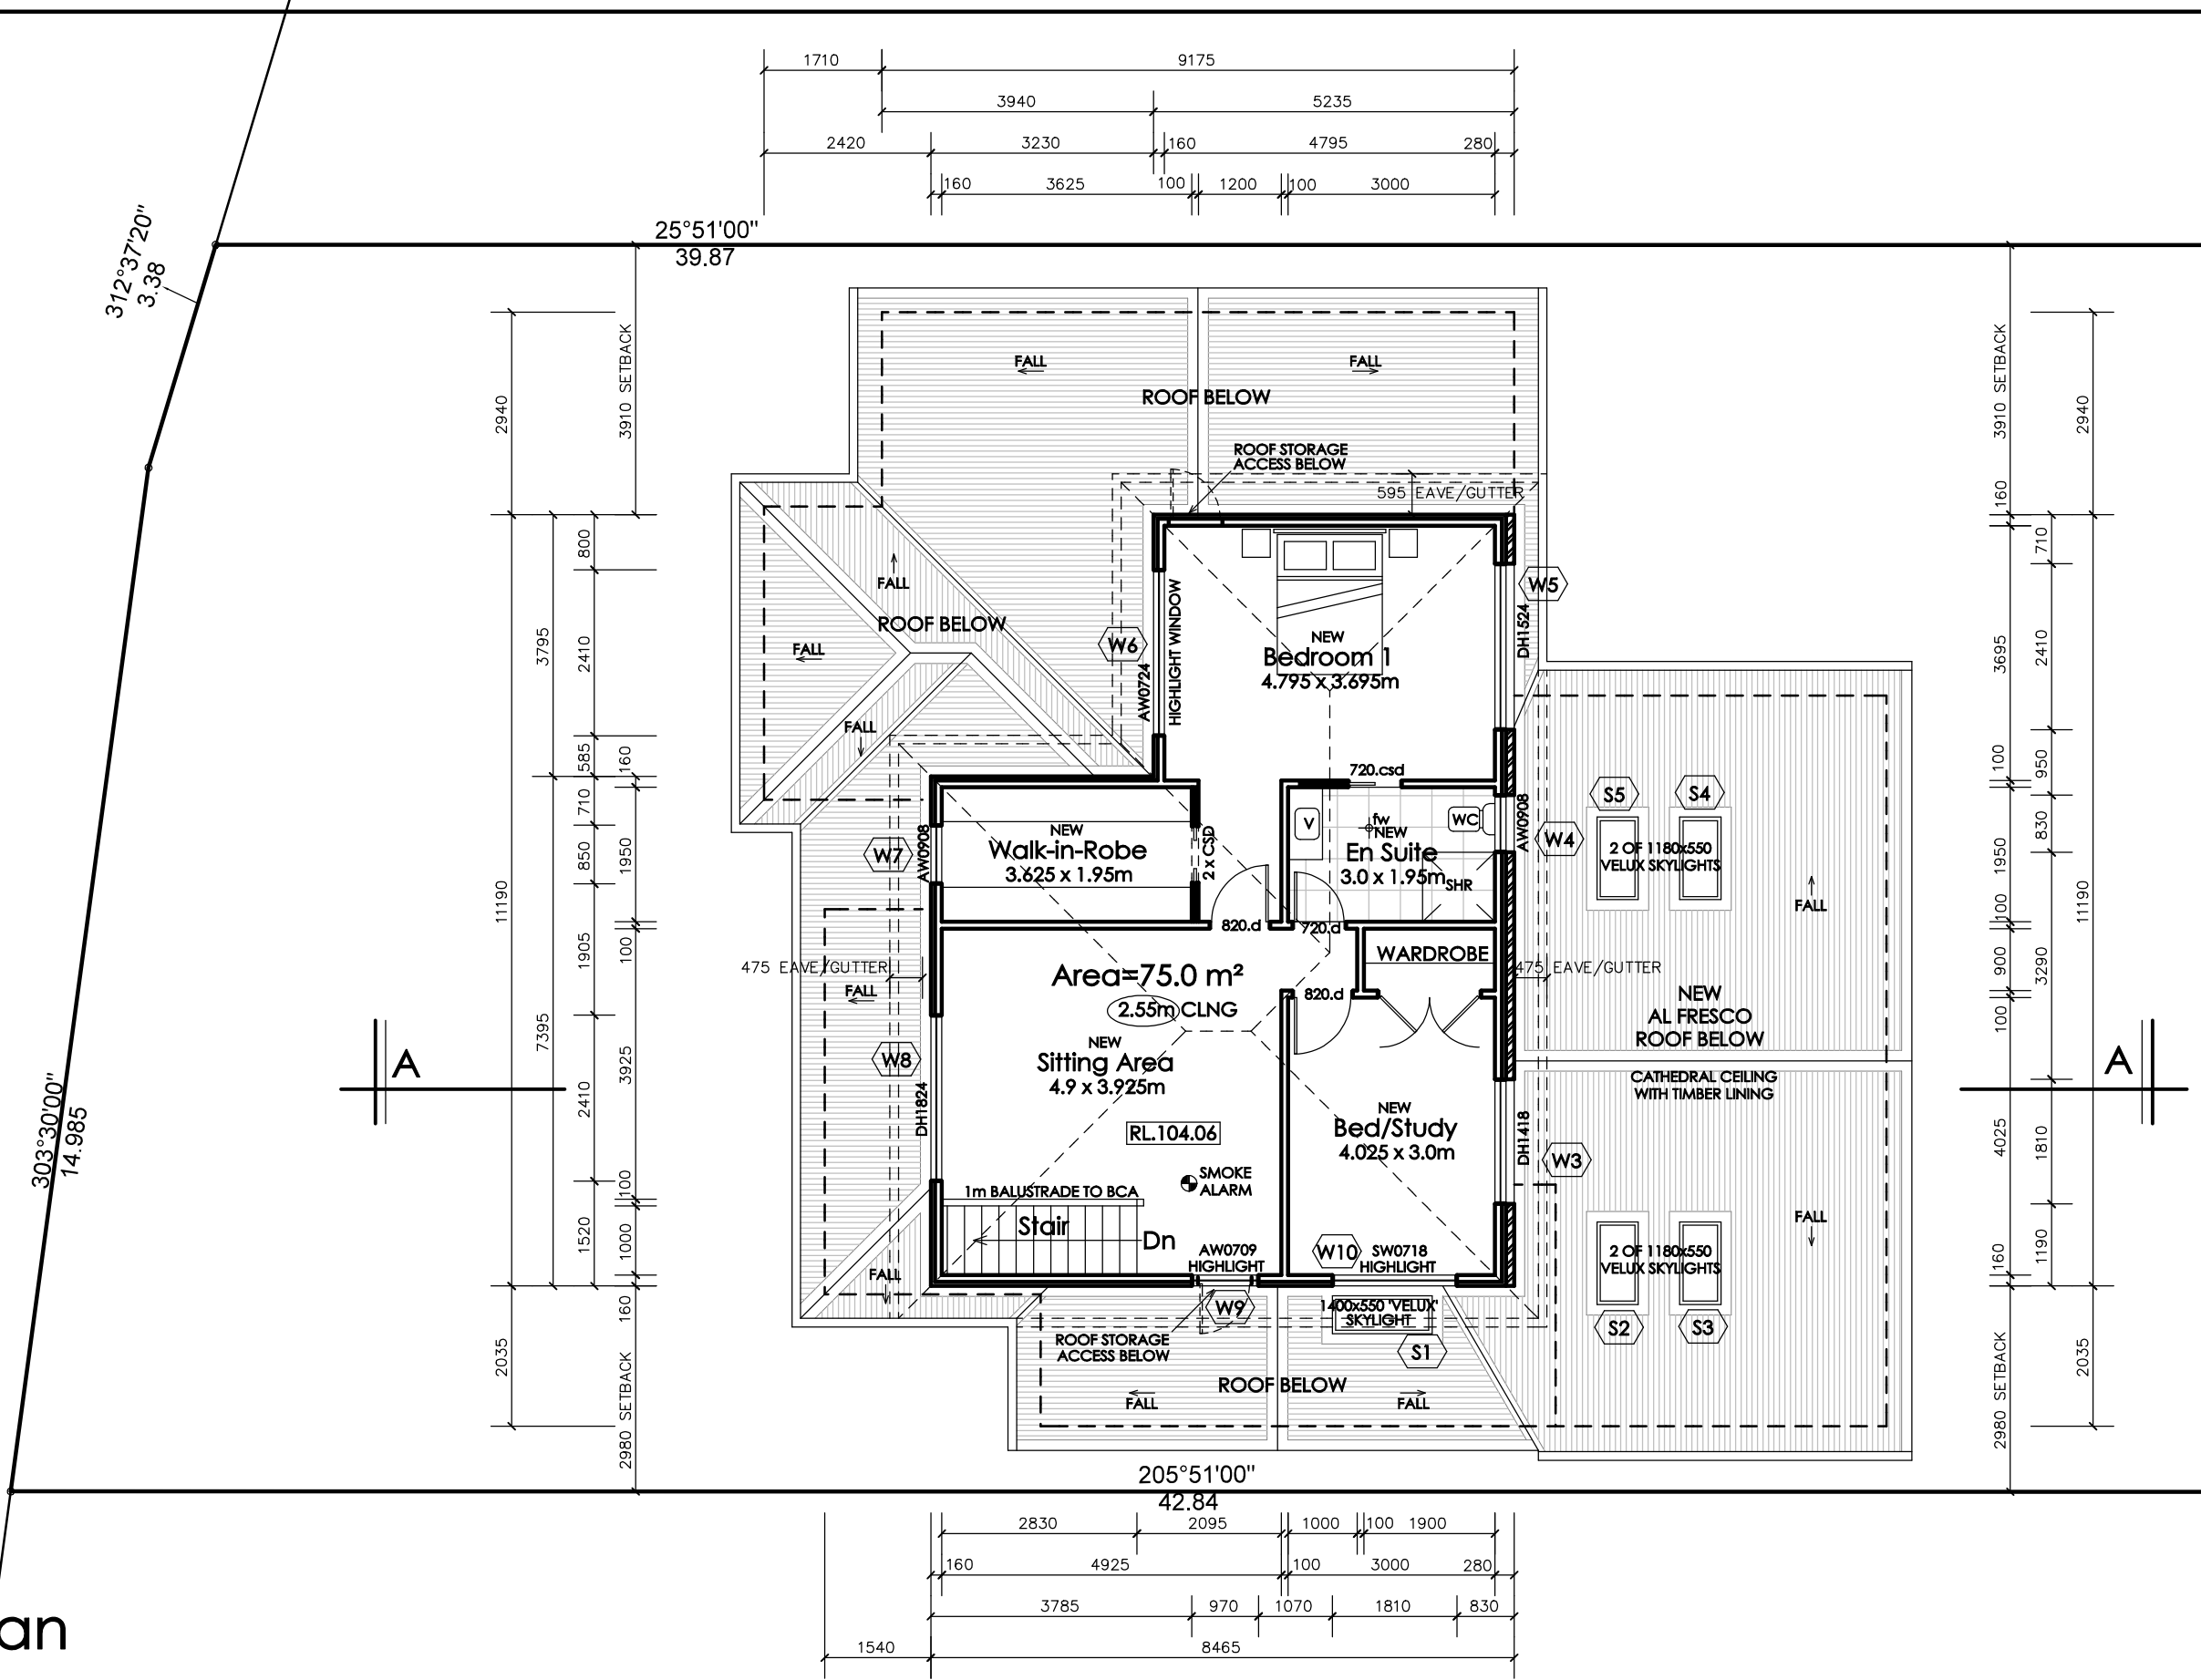 1710 9175
3940 5235
2420 3230 160 4795 280
160 3625 100 1200 100 3000
25°51'00"
39.87
312°37'20"
3.38
303°30'00"
14.985
2940
11190
2035
3795
7395
800
2410
585
710
850
1905
2410
1520
3910 SETBACK
160
1950
100
3925
100
1000
160
2980 SETBACK
A
FALL
FALL
ROOF BELOW
ROOF STORAGE
ACCESS BELOW
595 EAVE/GUTTER
FALL
ROOF BELOW
FALL
FALL
W6
AW0724
HIGHLIGHT WINDOW
NEW
Bedroom 1
4.795 x 3.695m
W5
DH1524
720.csd
W7
AW0908
NEW
Walk-in-Robe
3.625 x 1.95m
2 x CSD
V
fw
NEW
En Suite
3.0 x 1.95m
WC
SHR
AW0908
W4
820.d
720.d
S5
S4
2 OF 1180x550
VELUX SKYLIGHTS
FALL
475 EAVE/GUTTER
FALL
Area=75.0 m²
2.55m CLNG
WARDROBE
820.d
475 EAVE/GUTTER
NEW
AL FRESCO
ROOF BELOW
W8
DH1824
NEW
Sitting Area
4.9 x 3.925m
RL.104.06
SMOKE
ALARM
NEW
Bed/Study
4.025 x 3.0m
DH1418
W3
CATHEDRAL CEILING
WITH TIMBER LINING
1m BALUSTRADE TO BCA
Stair
Dn
AW0709
HIGHLIGHT
W10
SW0718
HIGHLIGHT
FALL
W9
1400x550 'VELUX'
SKYLIGHT
S1
ROOF STORAGE
ACCESS BELOW
ROOF BELOW
FALL
FALL
2 OF 1180x550
VELUX SKYLIGHTS
S2
S3
FALL
A
3910 SETBACK
160
3695
100
1950
100
900
100
4025
160
2980 SETBACK
710
2410
950
830
3290
1810
1190
2940
11190
2035
205°51'00"
42.84
2830 2095 1000 100 1900
160 4925 100 3000 280
3785 970 1070 1810 830
1540 8465
an